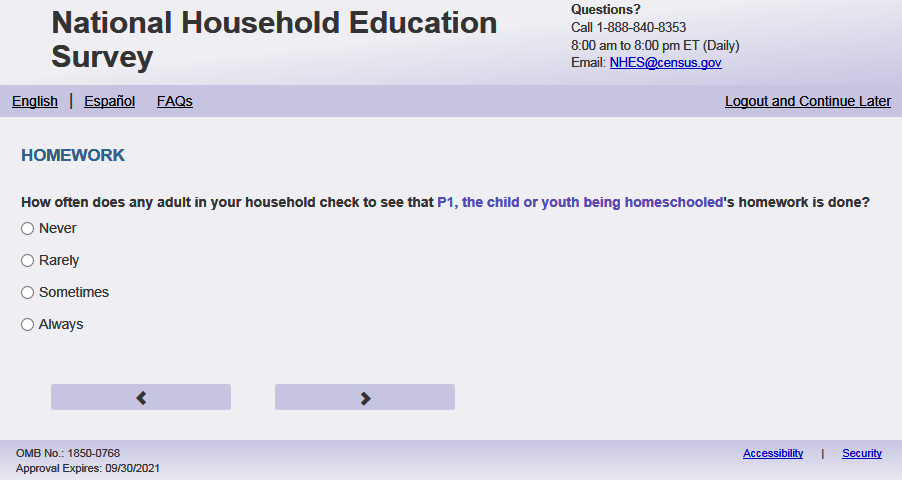 National Household Education
Survey
Questions?
Call 1-888-840-8353
8:00 am to 8:00 pm ET (Daily)
Email: NHES@census.gov
English | Español FAQs
Logout and Continue Later
HOMEWORK
How often does any adult in your household check to see that P1, the child or youth being homeschooled's homework is done?
Never
Rarely
Sometimes
Always
OMB No.: 1850-0768
Approval Expires: 09/30/2021
Accessibility | Security